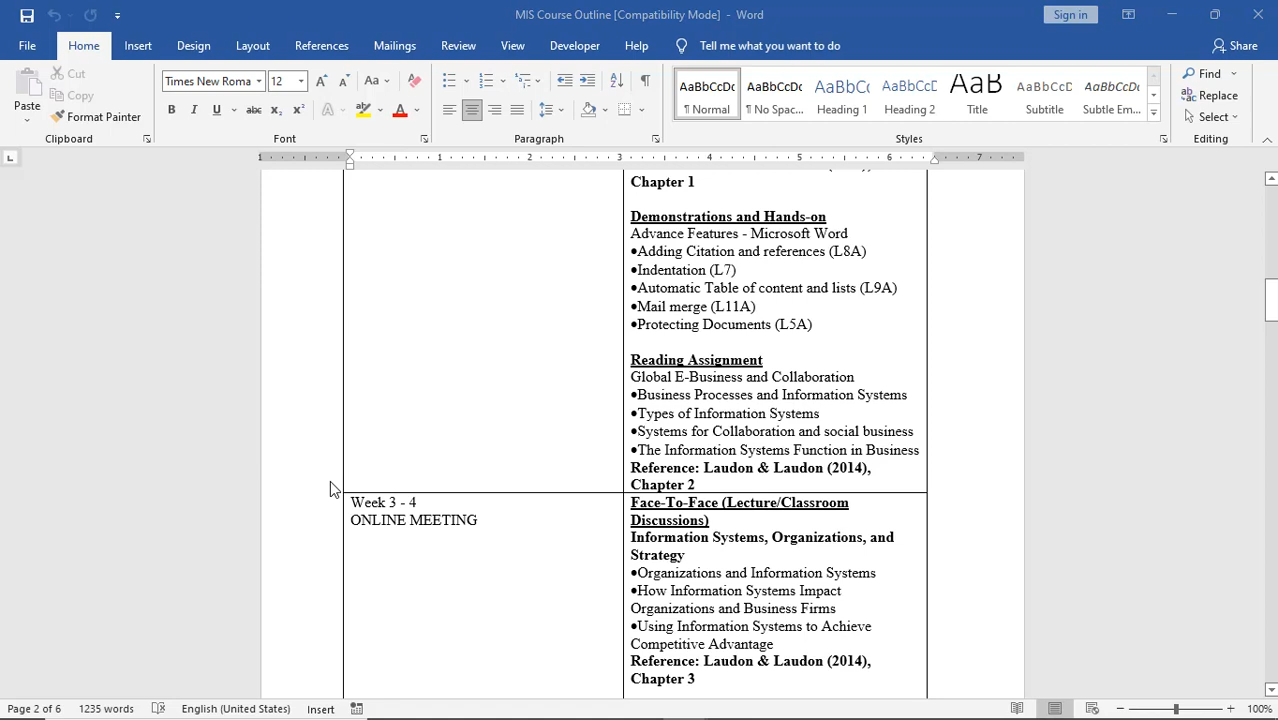 MIS Course Outline [Compatibility Mode] - Word
Sign in
File Home Insert Design Layout References Mailings Review View Developer Help Tell me what you want to do Share
Paste
Cut
Copy
Format Painter
Clipboard
Times New Roma 12
Font
Paragraph
AaBbCcDc AaBbCcDc AaBbCc AaBbCcD AaB AaBbCcD AaBbCcDc
¶ Normal ¶ No Spac... Heading 1 Heading 2 Title Subtitle Subtle Em...
Styles
Find
Replace
Select
Editing
1 1 2 3 4 5 6 7
Chapter 1
Demonstrations and Hands-on
Advance Features - Microsoft Word
•Adding Citation and references (L8A)
•Indentation (L7)
•Automatic Table of content and lists (L9A)
•Mail merge (L11A)
•Protecting Documents (L5A)
Reading Assignment
Global E-Business and Collaboration
•Business Processes and Information Systems
•Types of Information Systems
•Systems for Collaboration and social business
•The Information Systems Function in Business
Reference: Laudon & Laudon (2014),
Chapter 2
Week 3 - 4
ONLINE MEETING
Face-To-Face (Lecture/Classroom
Discussions)
Information Systems, Organizations, and
Strategy
•Organizations and Information Systems
•How Information Systems Impact
Organizations and Business Firms
•Using Information Systems to Achieve
Competitive Advantage
Reference: Laudon & Laudon (2014),
Chapter 3
Page 2 of 6 1235 words English (United States) Insert 100%